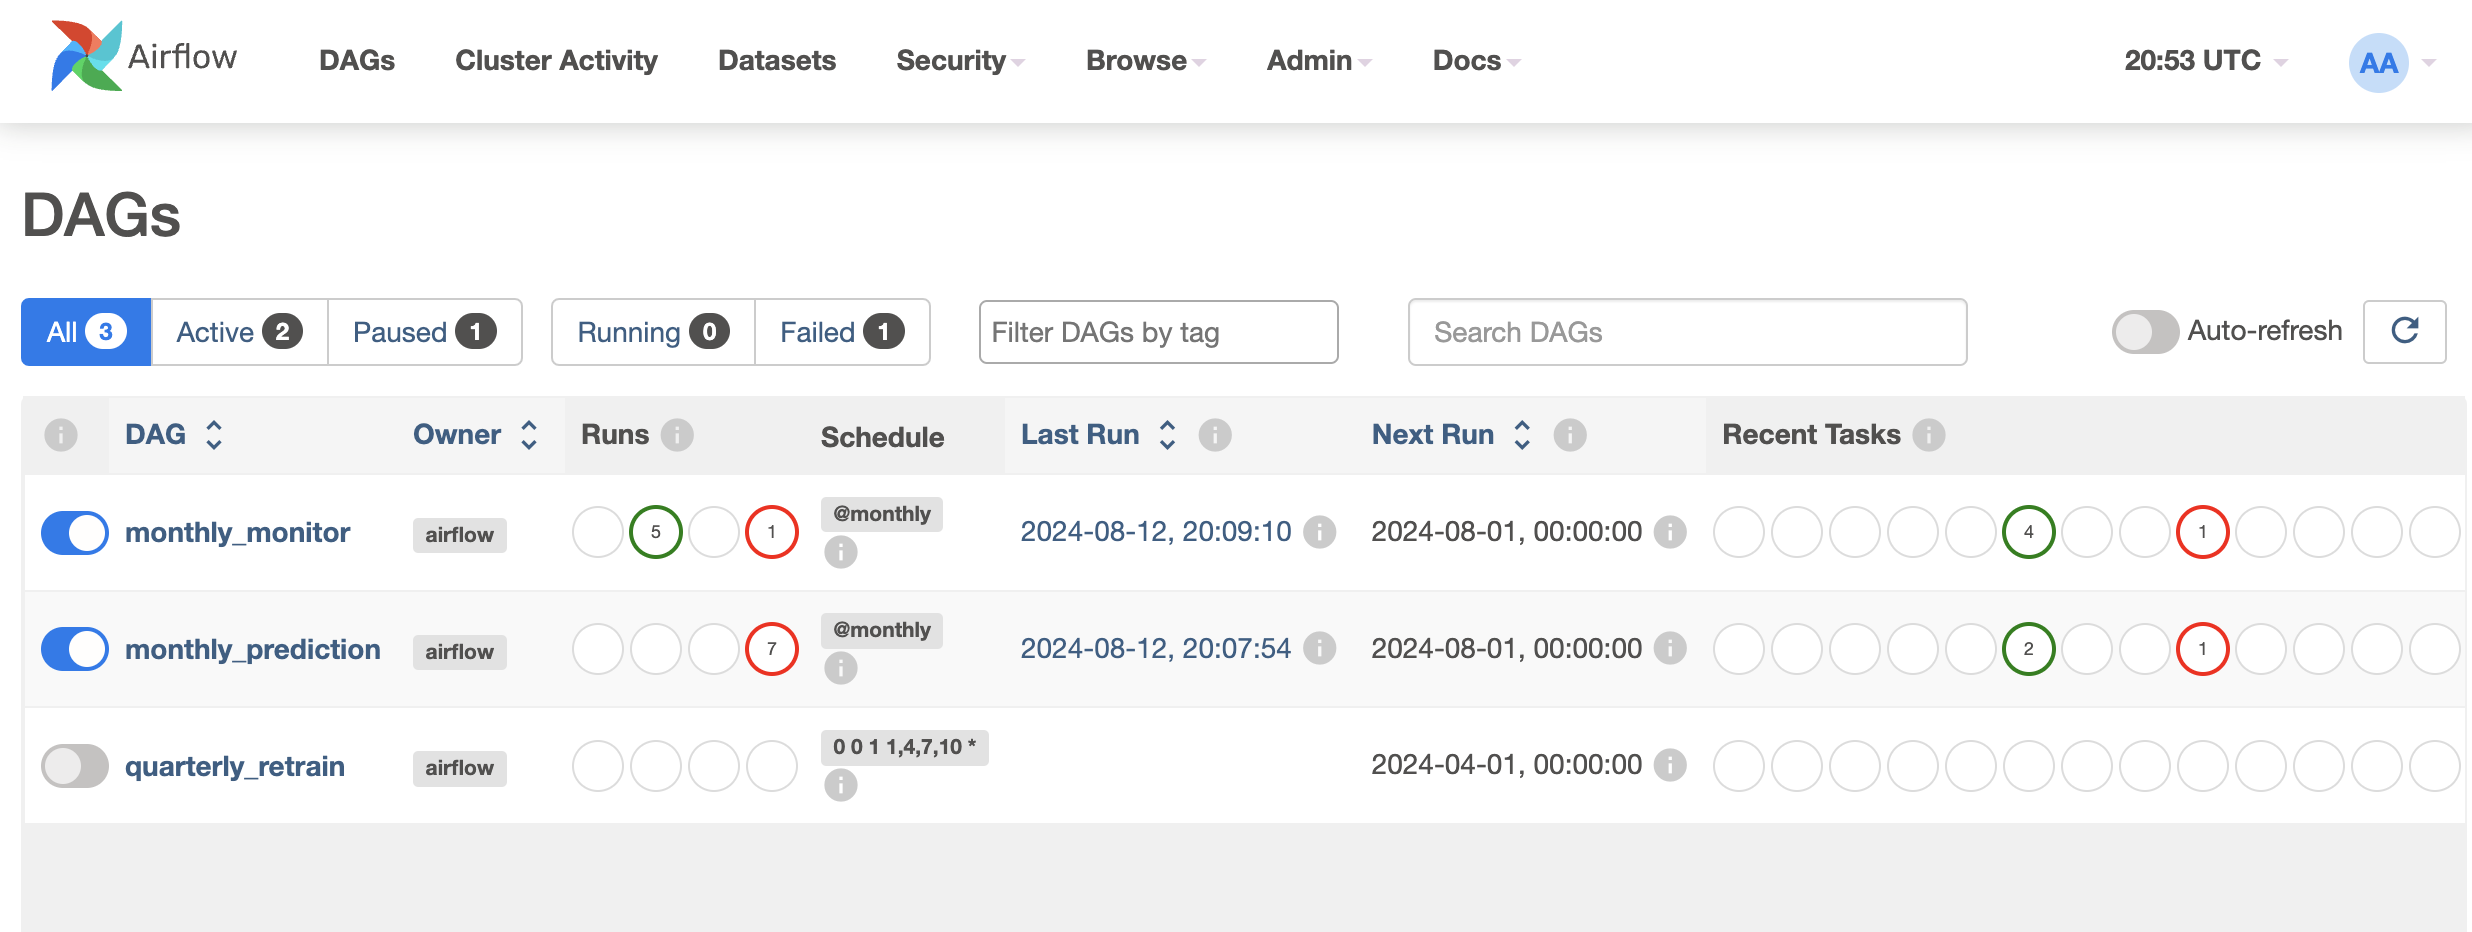 Airflow DAGs Cluster Activity Datasets Security Browse Admin Docs 20:53 UTC AA
DAGs
All 3 Active 2 Paused 1 Running 0 Failed 1 Filter DAGs by tag Search DAGs Auto-refresh
i DAG Owner Runs i Schedule Last Run i Next Run i Recent Tasks i
monthly_monitor airflow 5 1 @monthly i 2024-08-12, 20:09:10 i 2024-08-01, 00:00:00 i 4 1
monthly_prediction airflow 7 @monthly i 2024-08-12, 20:07:54 i 2024-08-01, 00:00:00 i 2 1
quarterly_retrain airflow 0 0 1 1,4,7,10 * i 2024-04-01, 00:00:00 i